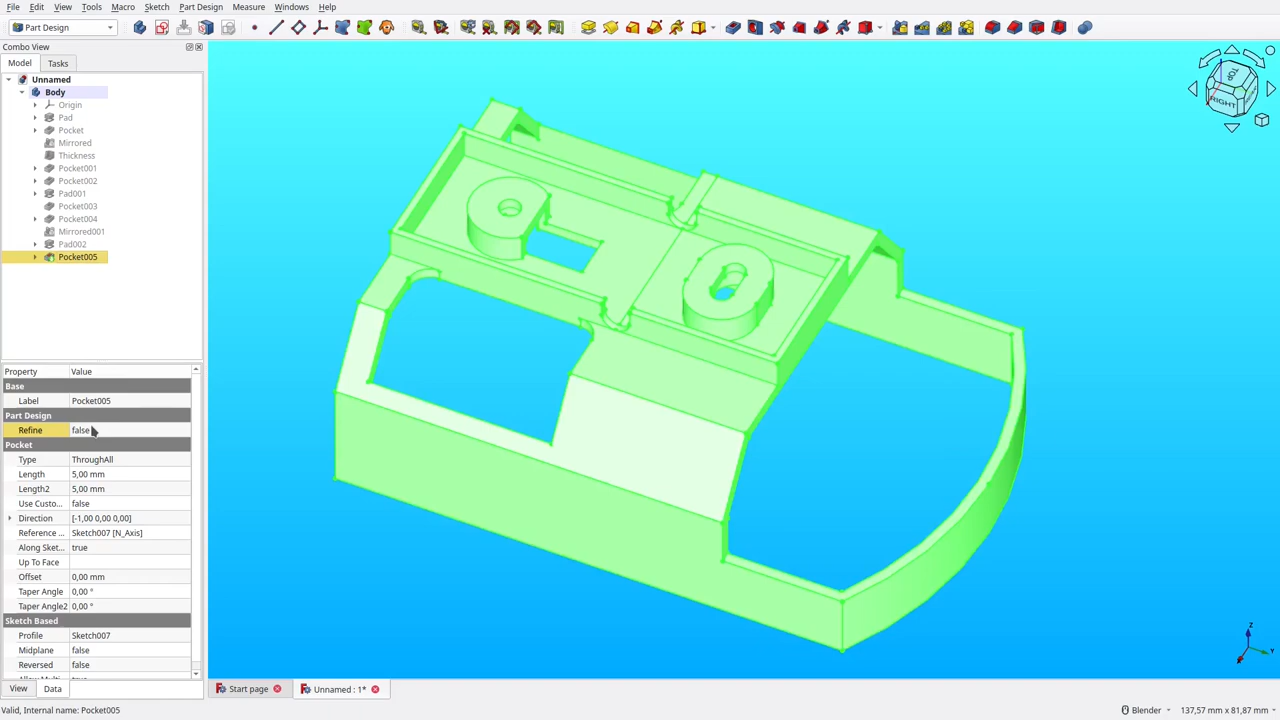 File Edit View Tools Macro Sketch Part Design Measure Windows Help
Part Design
Combo View
Model Tasks
Unnamed
Body
Origin
Pad
Pocket
Mirrored
Thickness
Pocket001
Pocket002
Pad001
Pocket003
Pocket004
Mirrored001
Pad002
Pocket005
Property Value
Base
Label Pocket005
Part Design
Refine false
Pocket
Type ThroughAll
Length 5,00 mm
Length2 5,00 mm
Use Custo... false
Direction [-1,00 0,00 0,00]
Reference ... Sketch007 [N_Axis]
Along Sket... true
Up To Face
Offset 0,00 mm
Taper Angle 0,00 °
Taper Angle2 0,00 °
Sketch Based
Profile Sketch007
Midplane false
Reversed false
View Data
Start page Unnamed : 1*
Valid, Internal name: Pocket005
Blender 137,57 mm x 81,87 mm
TOP
RIGHT
Z
Y